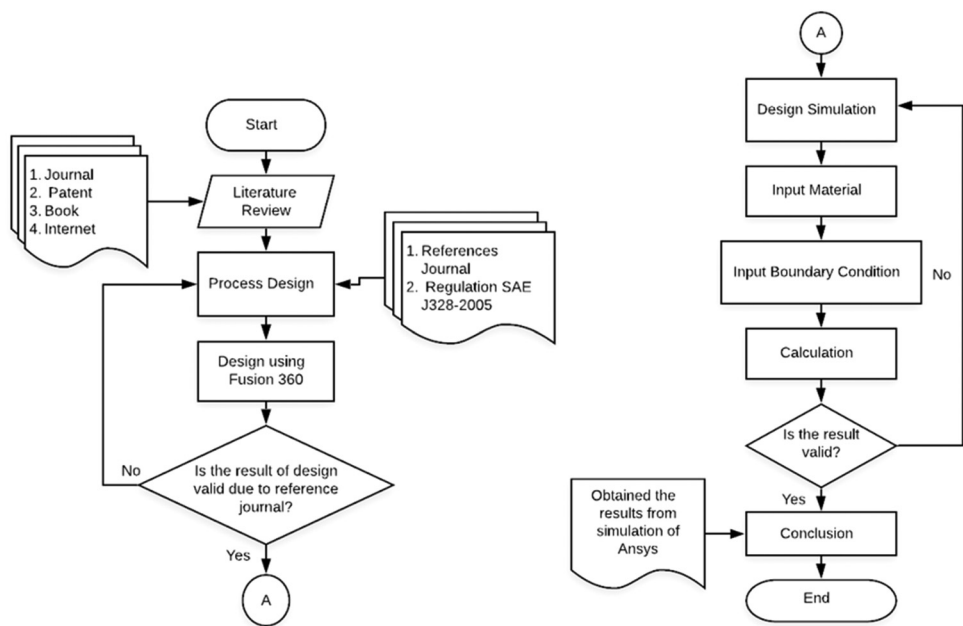 Start
1. Journal
2. Patent
3. Book
4. Internet
Literature
Review
Process Design
1. References
Journal
2. Regulation SAE
J328-2005
Design using
Fusion 360
No
Is the result of design
valid due to reference
journal?
Yes
A
A
Design Simulation
Input Material
Input Boundary Condition
No
Calculation
Is the result
valid?
Yes
Obtained the
results from
simulation of
Ansys
Conclusion
End